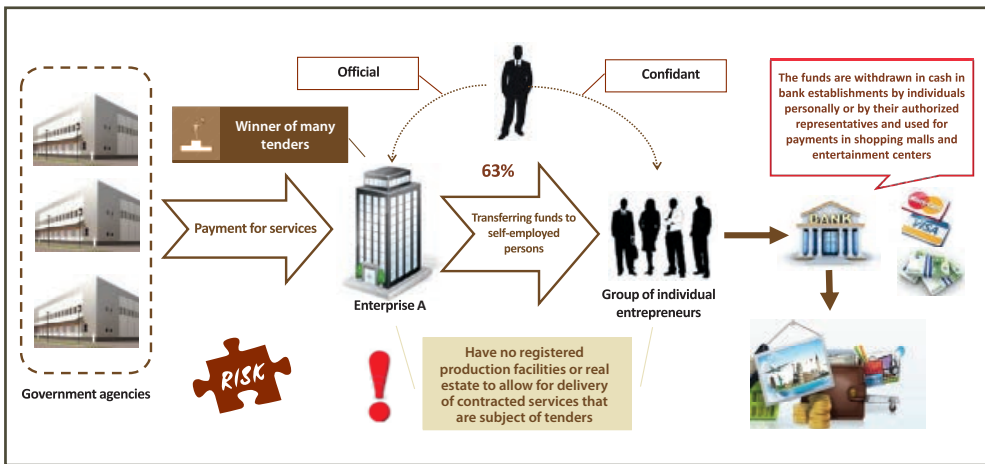 Official
Confidant
The funds are withdrawn in cash in
bank establishments by individuals
personally or by their authorized
representatives and used for
payments in shopping malls and
entertainment centers
Winner of many
tenders
63%
Payment for services
Transferring funds to
self-employed
persons
BANK
MasterCard
VISA
Enterprise A
Group of individual
entrepreneurs
Government agencies
RISK
Have no registered
production facilities or real
estate to allow for delivery
of contracted services that
are subject of tenders